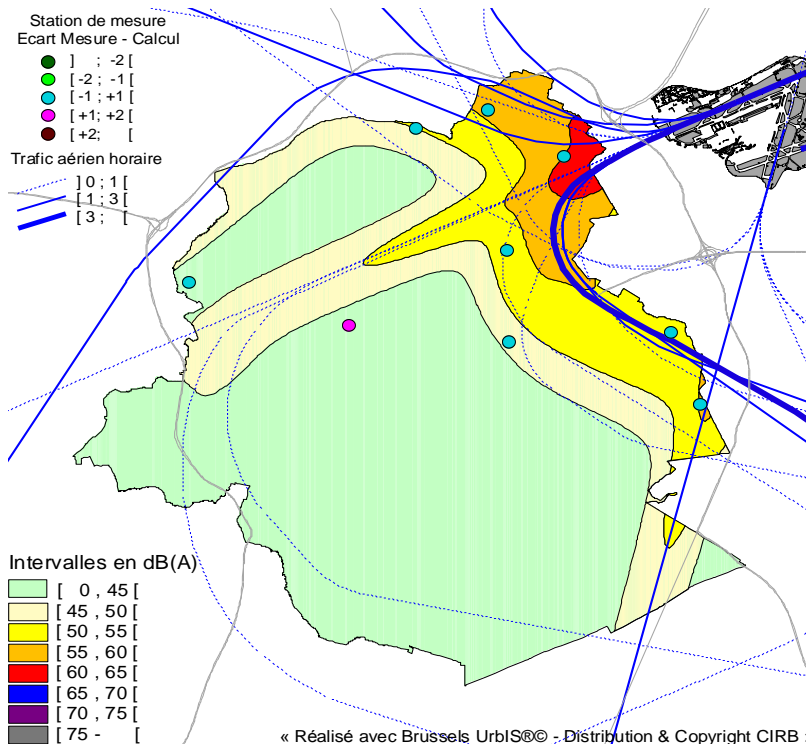 Station de mesure
Ecart Mesure - Calcul
] ; -2 [
[ -2 ; -1 [
[ -1 ; +1 [
[ +1; +2 [
[ +2; [
Trafic aérien horaire
] 0 ; 1 [
[ 1 ; 3 [
[ 3 ; [
Intervalles en dB(A)
[ 0 , 45 [
[ 45 , 50 [
[ 50 , 55 [
[ 55 , 60 [
[ 60 , 65 [
[ 65 , 70 [
[ 70 , 75 [
[ 75 - [
« Réalisé avec Brussels UrbIS®© - Distribution & Copyright CIRB